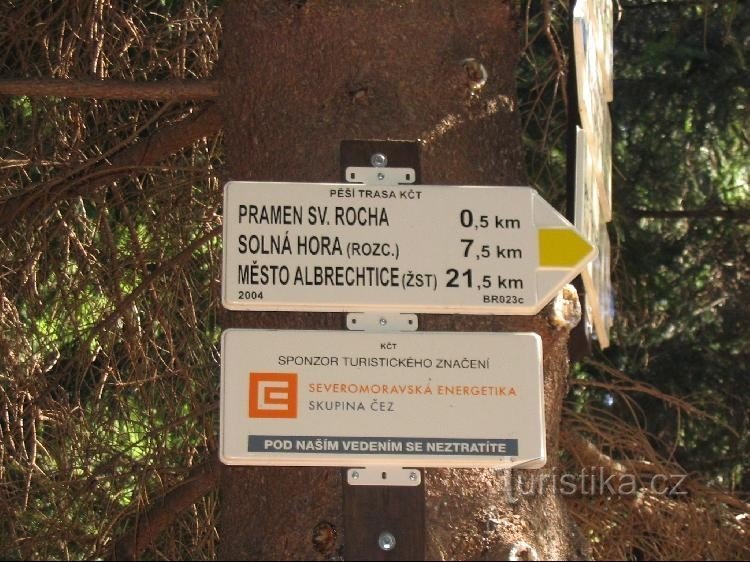 PĚŠÍ TRASA KČT
PRAMEN SV. ROCHA 0,5 km
SOLNÁ HORA (ROZC.) 7,5 km
MĚSTO ALBRECHTICE (ŽST) 21,5 km
2004 BR023c
KČT
SPONZOR TURISTICKÉHO ZNAČENÍ
SEVEROMORAVSKÁ ENERGETIKA
SKUPINA ČEZ
POD NAŠÍM VEDENÍM SE NEZTRATÍTE
turistika.cz